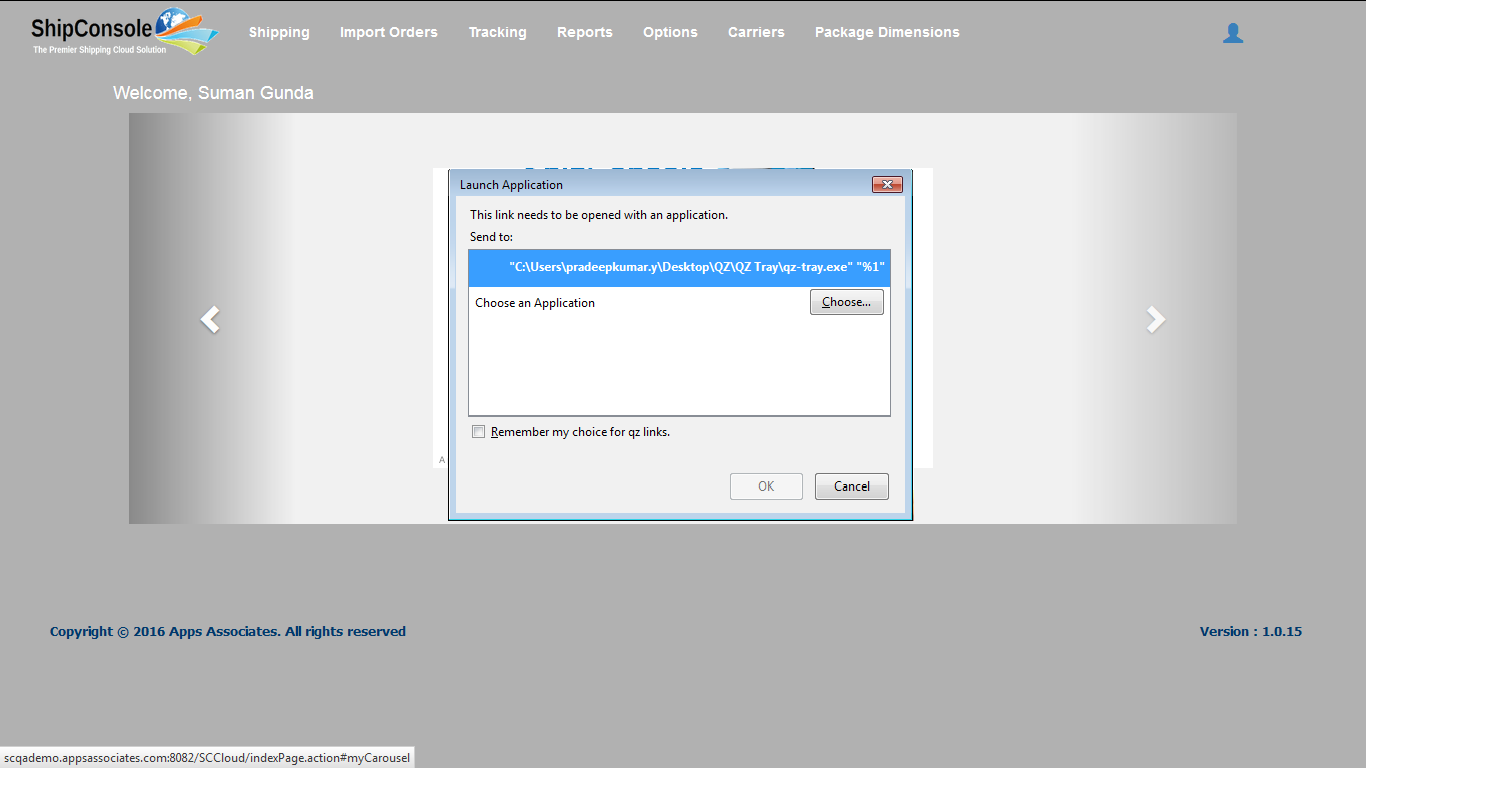 ShipConsole
The Premier Shipping Cloud Solution
Shipping Import Orders Tracking Reports Options Carriers Package Dimensions
Welcome, Suman Gunda
Launch Application
This link needs to be opened with an application.
Send to:
"C:\Users\pradeepkumar.y\Desktop\QZ\QZ Tray\qz-tray.exe" "%1"
Choose an Application
Choose...
Remember my choice for qz links.
A
OK Cancel
Copyright © 2016 Apps Associates. All rights reserved
Version : 1.0.15
scqademo.appsassociates.com:8082/SCCloud/indexPage.action#myCarousel